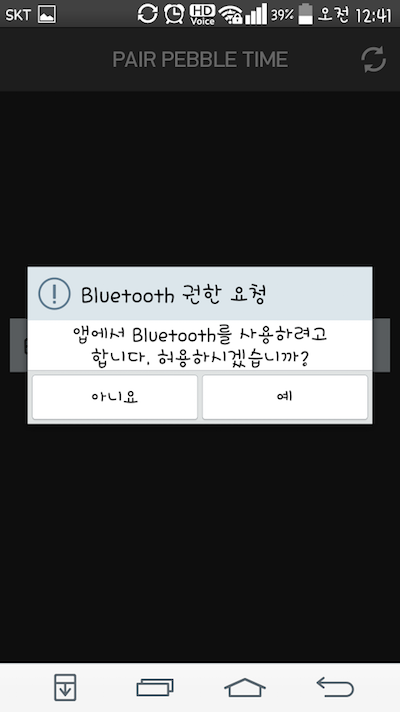 SKT HD Voice 39% 오전 12:41
PAIR PEBBLE TIME
Bluetooth 권한 요청
앱에서 Bluetooth를 사용하려고
합니다. 허용하시겠습니까?
아니요 예